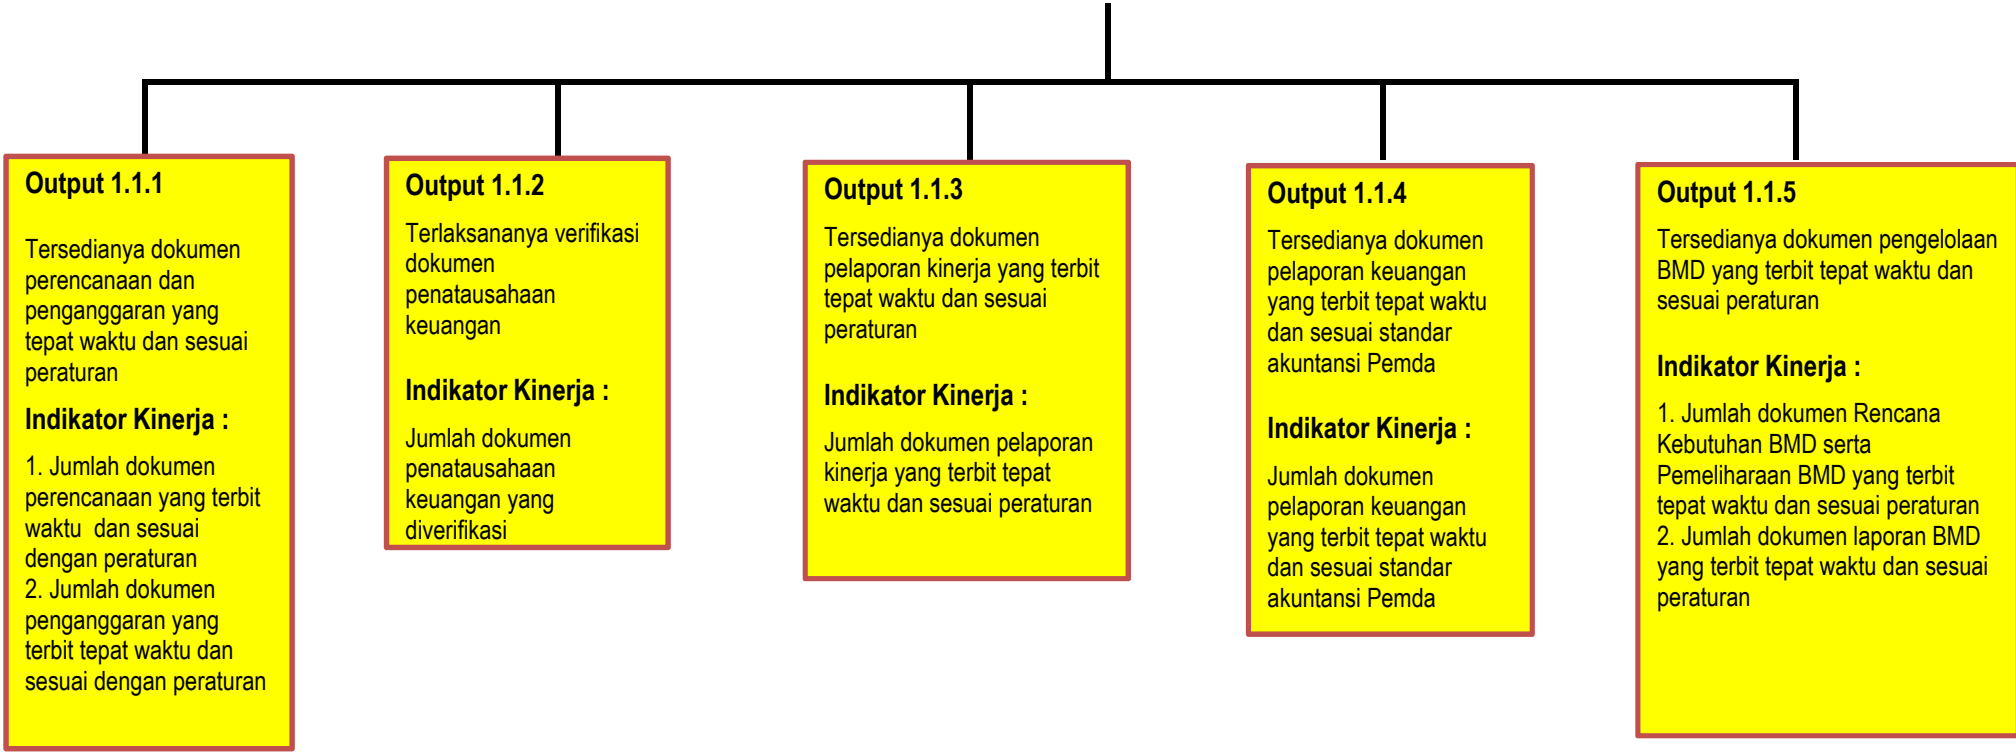 Output 1.1.1
Tersedianya dokumen
perencanaan dan
penganggaran yang
tepat waktu dan sesuai
peraturan
Indikator Kinerja :
1. Jumlah dokumen
perencanaan yang terbit
waktu  dan sesuai
dengan peraturan
2. Jumlah dokumen
penganggaran yang
terbit tepat waktu dan
sesuai dengan peraturan
Output 1.1.2
Terlaksananya verifikasi
dokumen
penatausahaan
keuangan
Indikator Kinerja :
Jumlah dokumen
penatausahaan
keuangan yang
diverifikasi
Output 1.1.3
Tersedianya dokumen
pelaporan kinerja yang terbit
tepat waktu dan sesuai
peraturan
Indikator Kinerja :
Jumlah dokumen pelaporan
kinerja yang terbit tepat
waktu dan sesuai peraturan
Output 1.1.4
Tersedianya dokumen
pelaporan keuangan
yang terbit tepat waktu
dan sesuai standar
akuntansi Pemda
Indikator Kinerja :
Jumlah dokumen
pelaporan keuangan
yang terbit tepat waktu
dan sesuai standar
akuntansi Pemda
Output 1.1.5
Tersedianya dokumen pengelolaan
BMD yang terbit tepat waktu dan
sesuai peraturan
Indikator Kinerja :
1. Jumlah dokumen Rencana
Kebutuhan BMD serta
Pemeliharaan BMD yang terbit
tepat waktu dan sesuai peraturan
2. Jumlah dokumen laporan BMD
yang terbit tepat waktu dan sesuai
peraturan